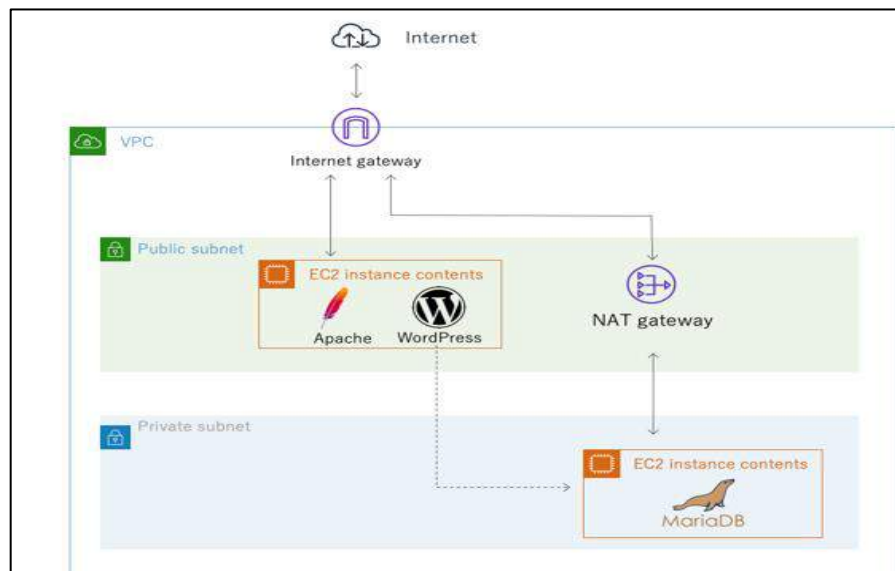 Internet
VPC
Internet gateway
Public subnet
EC2 instance contents
Apache
WordPress
NAT gateway
Private subnet
EC2 instance contents
MariaDB